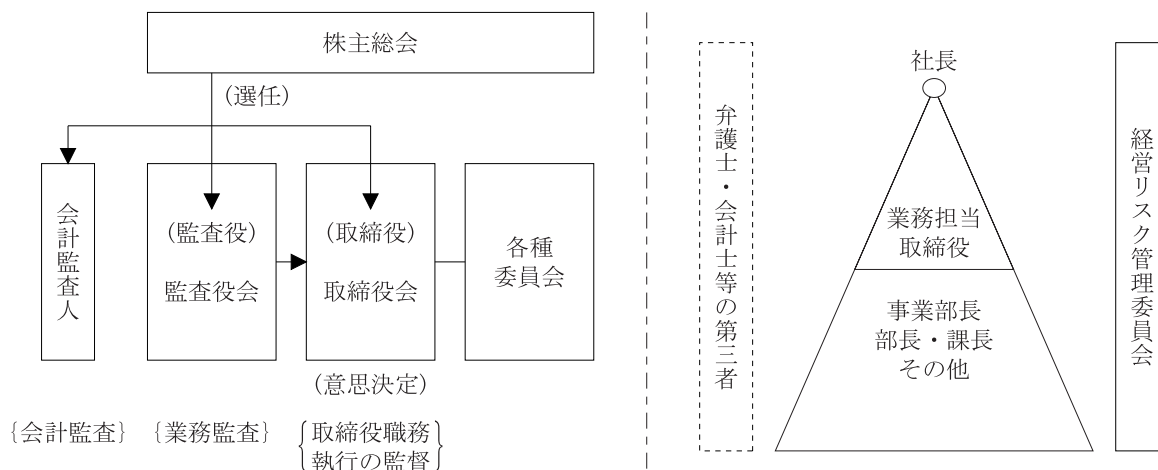 株主総会
(選任)
会計監査人
(監査役)
監査役会
(取締役)
取締役会
各種
委員会
(意思決定)
{会計監査}
{業務監査}
{取締役職務
執行の監督}
弁護士・会計士等の第三者
社長
業務担当
取締役
事業部長
部長・課長
その他
経営リスク管理委員会